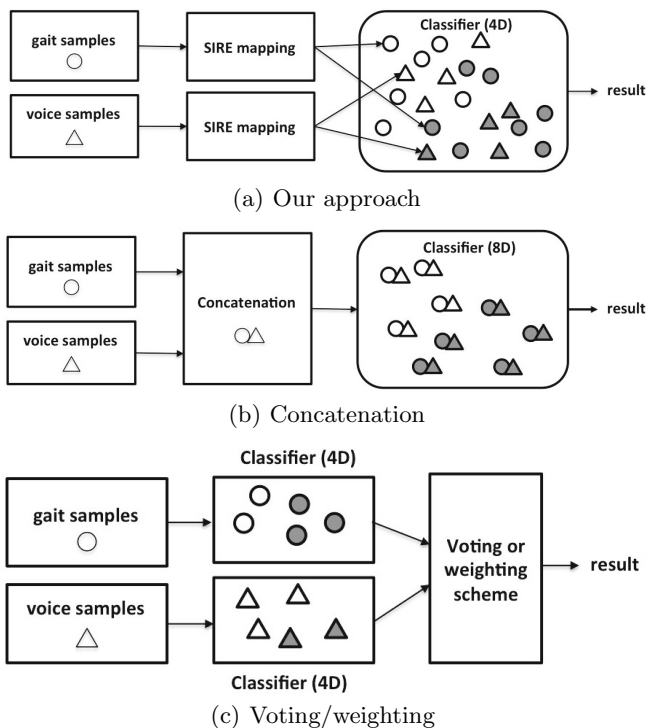 gait samples
SIRE mapping
Classifier (4D)
voice samples
SIRE mapping
result
(a) Our approach
gait samples
voice samples
Concatenation
Classifier (8D)
result
(b) Concatenation
Classifier (4D)
gait samples
voice samples
Classifier (4D)
Voting or
weighting
scheme
result
(c) Voting/weighting